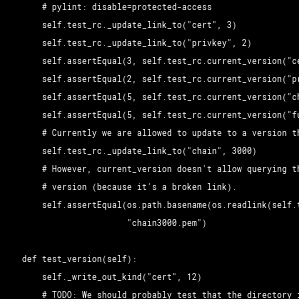 # pylint: disable=protected-access
self.test_rc._update_link_to("cert", 3)
self.test_rc._update_link_to("privkey", 2)
self.assertEqual(3, self.test_rc.current_version("ce
self.assertEqual(2, self.test_rc.current_version("pr
self.assertEqual(5, self.test_rc.current_version("ch
self.assertEqual(5, self.test_rc.current_version("fu
# Currently we are allowed to update to a version th
self.test_rc._update_link_to("chain", 3000)
# However, current_version doesn't allow querying th
# version (because it's a broken link).
self.assertEqual(os.path.basename(os.readlink(self.t
"chain3000.pem")
def test_version(self):
self._write_out_kind("cert", 12)
# TODO: We should probably test that the directory i